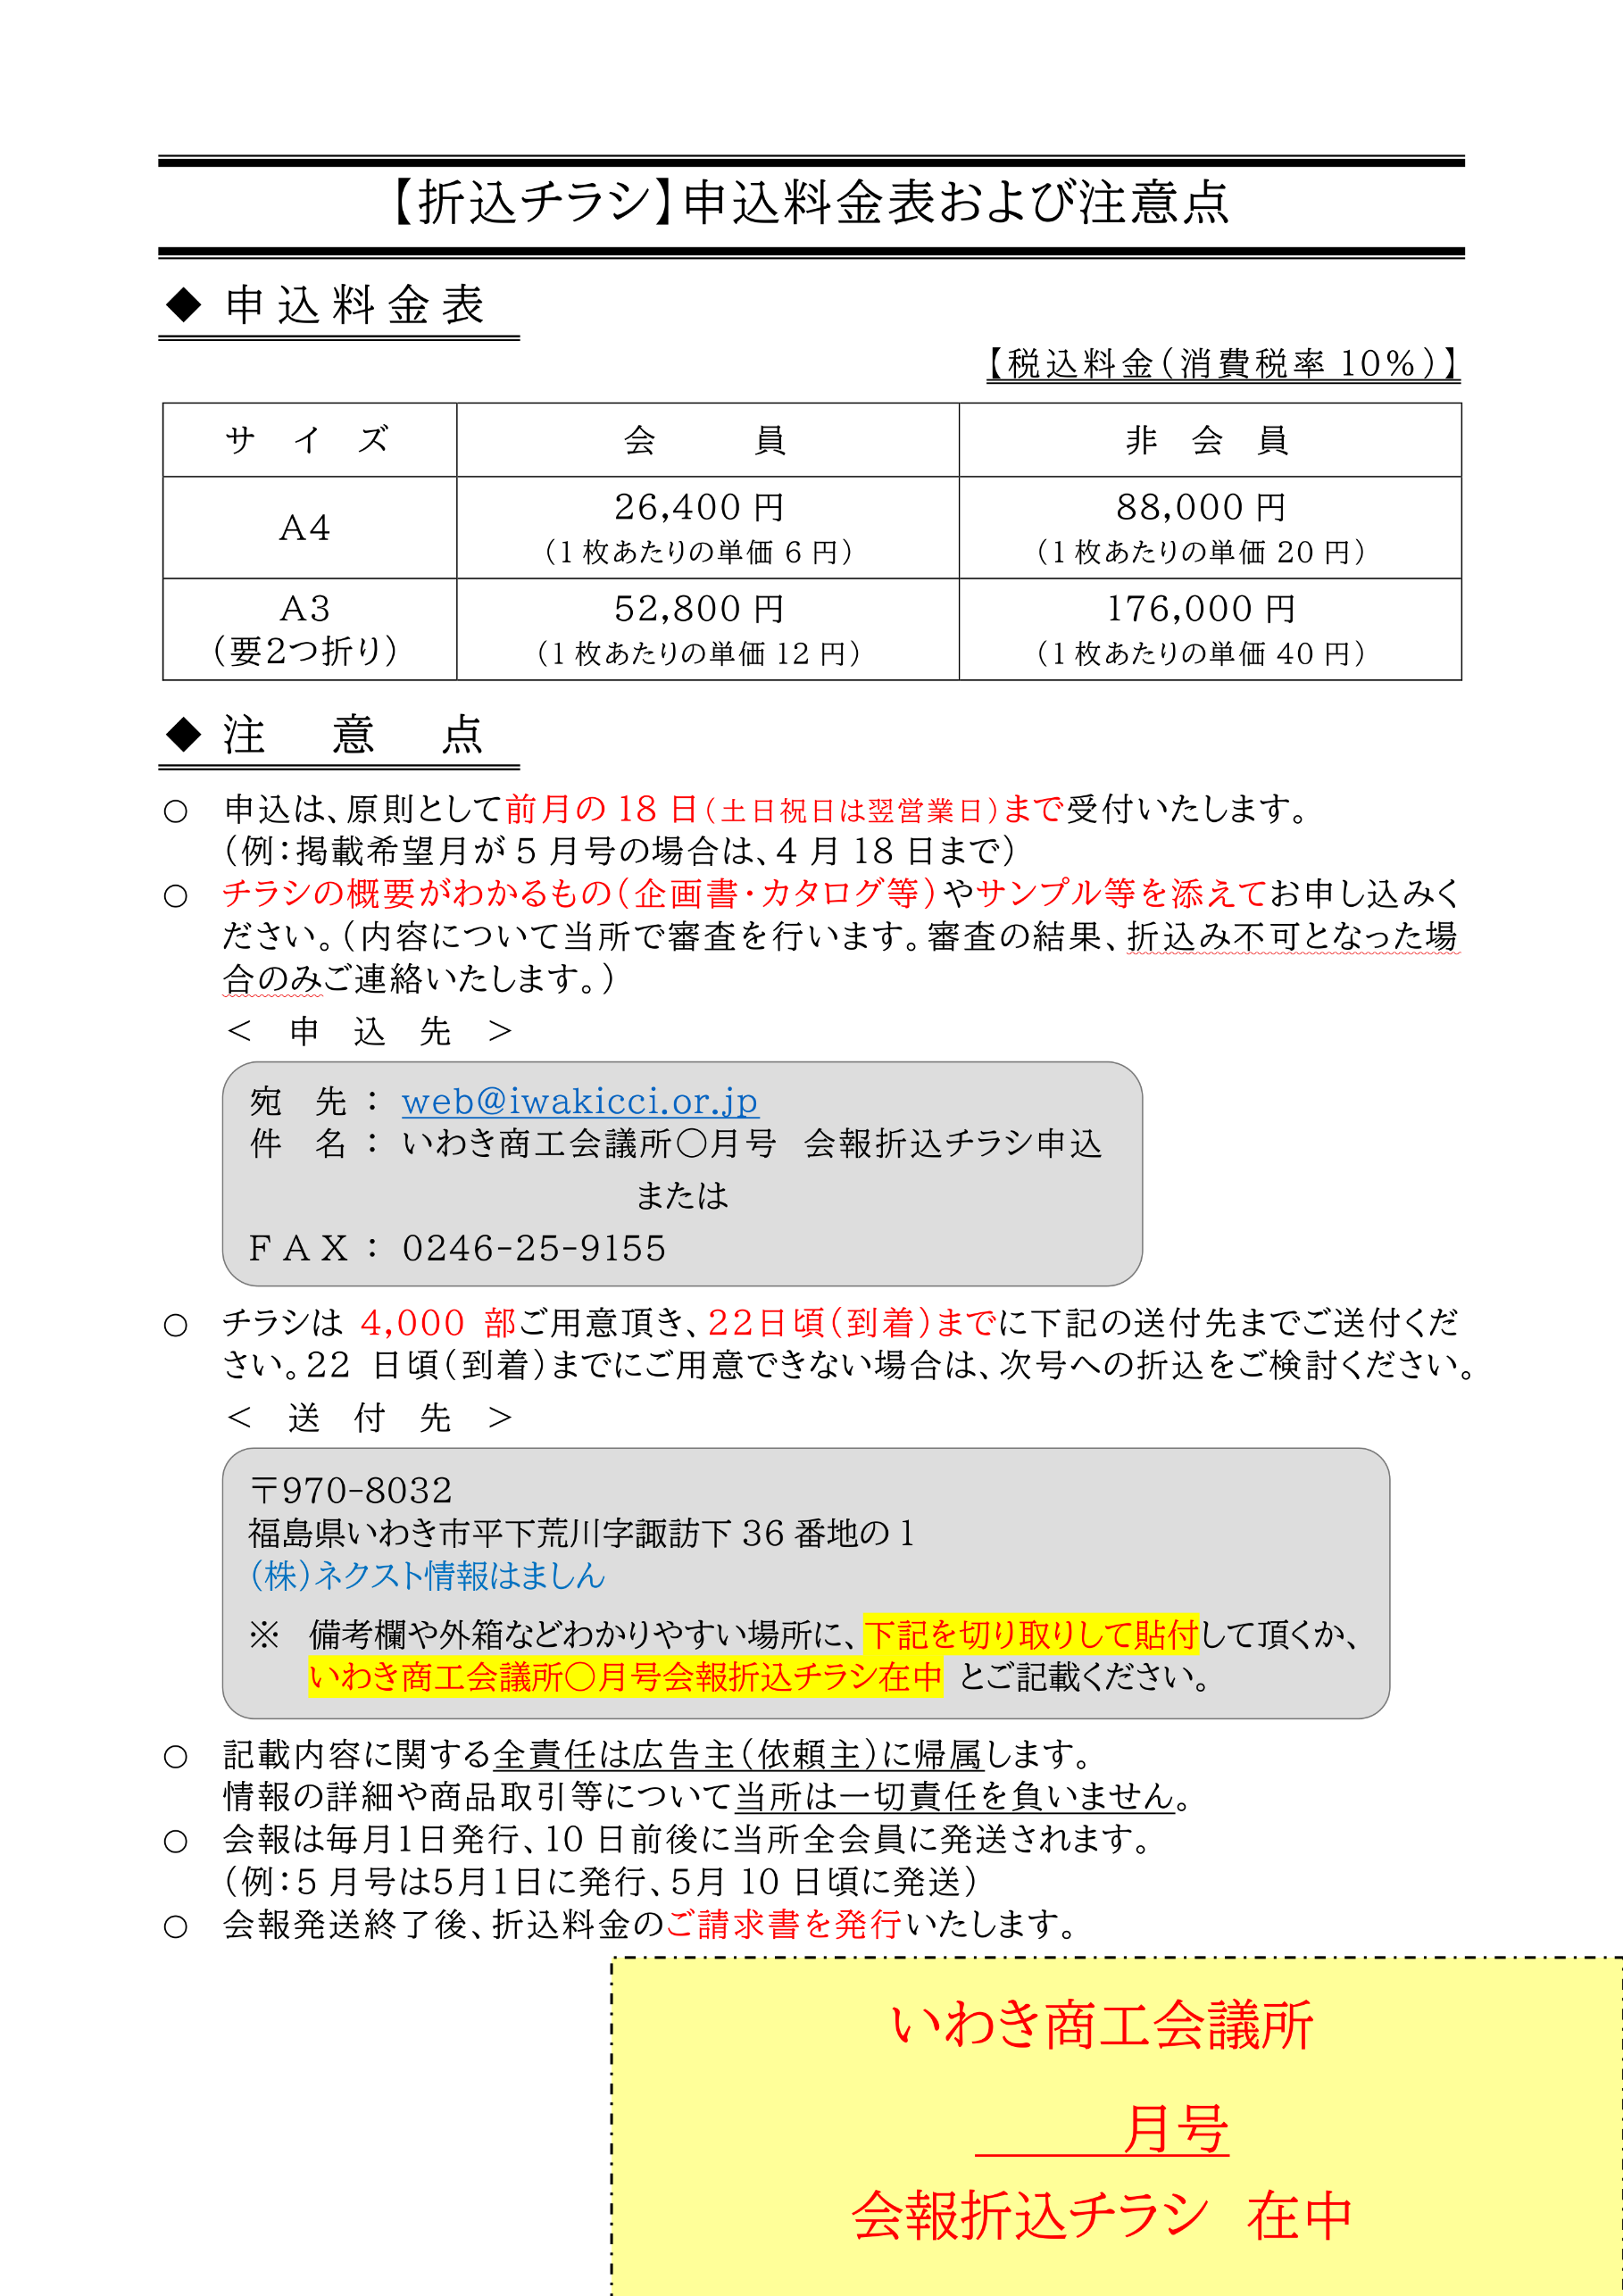 【折込チラシ】申込料金表および注意点
◆ 申込料金表
【税込料金（消費税率 10％）】
サ　イ　ズ　会　　　員　非　会　員
A4　26,400 円　88,000 円
（1 枚あたりの単価 6 円）　（1 枚あたりの単価 20 円）
A3　52,800 円　176,000 円
（要2つ折り）　（1 枚あたりの単価 12 円）　（1 枚あたりの単価 40 円）
◆ 注　意　点
○　申込は、原則として前月の 18 日（土日祝日は翌営業日）まで受付いたします。
（例：掲載希望月が 5 月号の場合は、4 月 18 日まで）
○　チラシの概要がわかるもの（企画書・カタログ等）やサンプル等を添えてお申し込みく
ださい。（内容について当所で審査を行います。審査の結果、折込み不可となった場
合のみご連絡いたします。）
＜　申　込　先　＞
宛　先 ： web@iwakicci.or.jp
件　名 ： いわき商工会議所○月号　会報折込チラシ申込
または
ＦＡＸ： 0246-25-9155
○　チラシは 4,000 部ご用意頂き、22日頃（到着）までに下記の送付先までご送付くだ
さい。22 日頃（到着）までにご用意できない場合は、次号への折込をご検討ください。
＜　送　付　先　＞
〒970-8032
福島県いわき市平下荒川字諏訪下 36 番地の 1
（株）ネクスト情報はましん
※　備考欄や外箱などわかりやすい場所に、下記を切り取りして貼付して頂くか、
いわき商工会議所○月号会報折込チラシ在中 とご記載ください。
○　記載内容に関する全責任は広告主（依頼主）に帰属します。
情報の詳細や商品取引等について当所は一切責任を負いません。
○　会報は毎月1日発行、10 日前後に当所全会員に発送されます。
（例：5 月号は5月1日に発行、5月 10 日頃に発送）
○　会報発送終了後、折込料金のご請求書を発行いたします。
いわき商工会議所
　　　月号
会報折込チラシ　在中